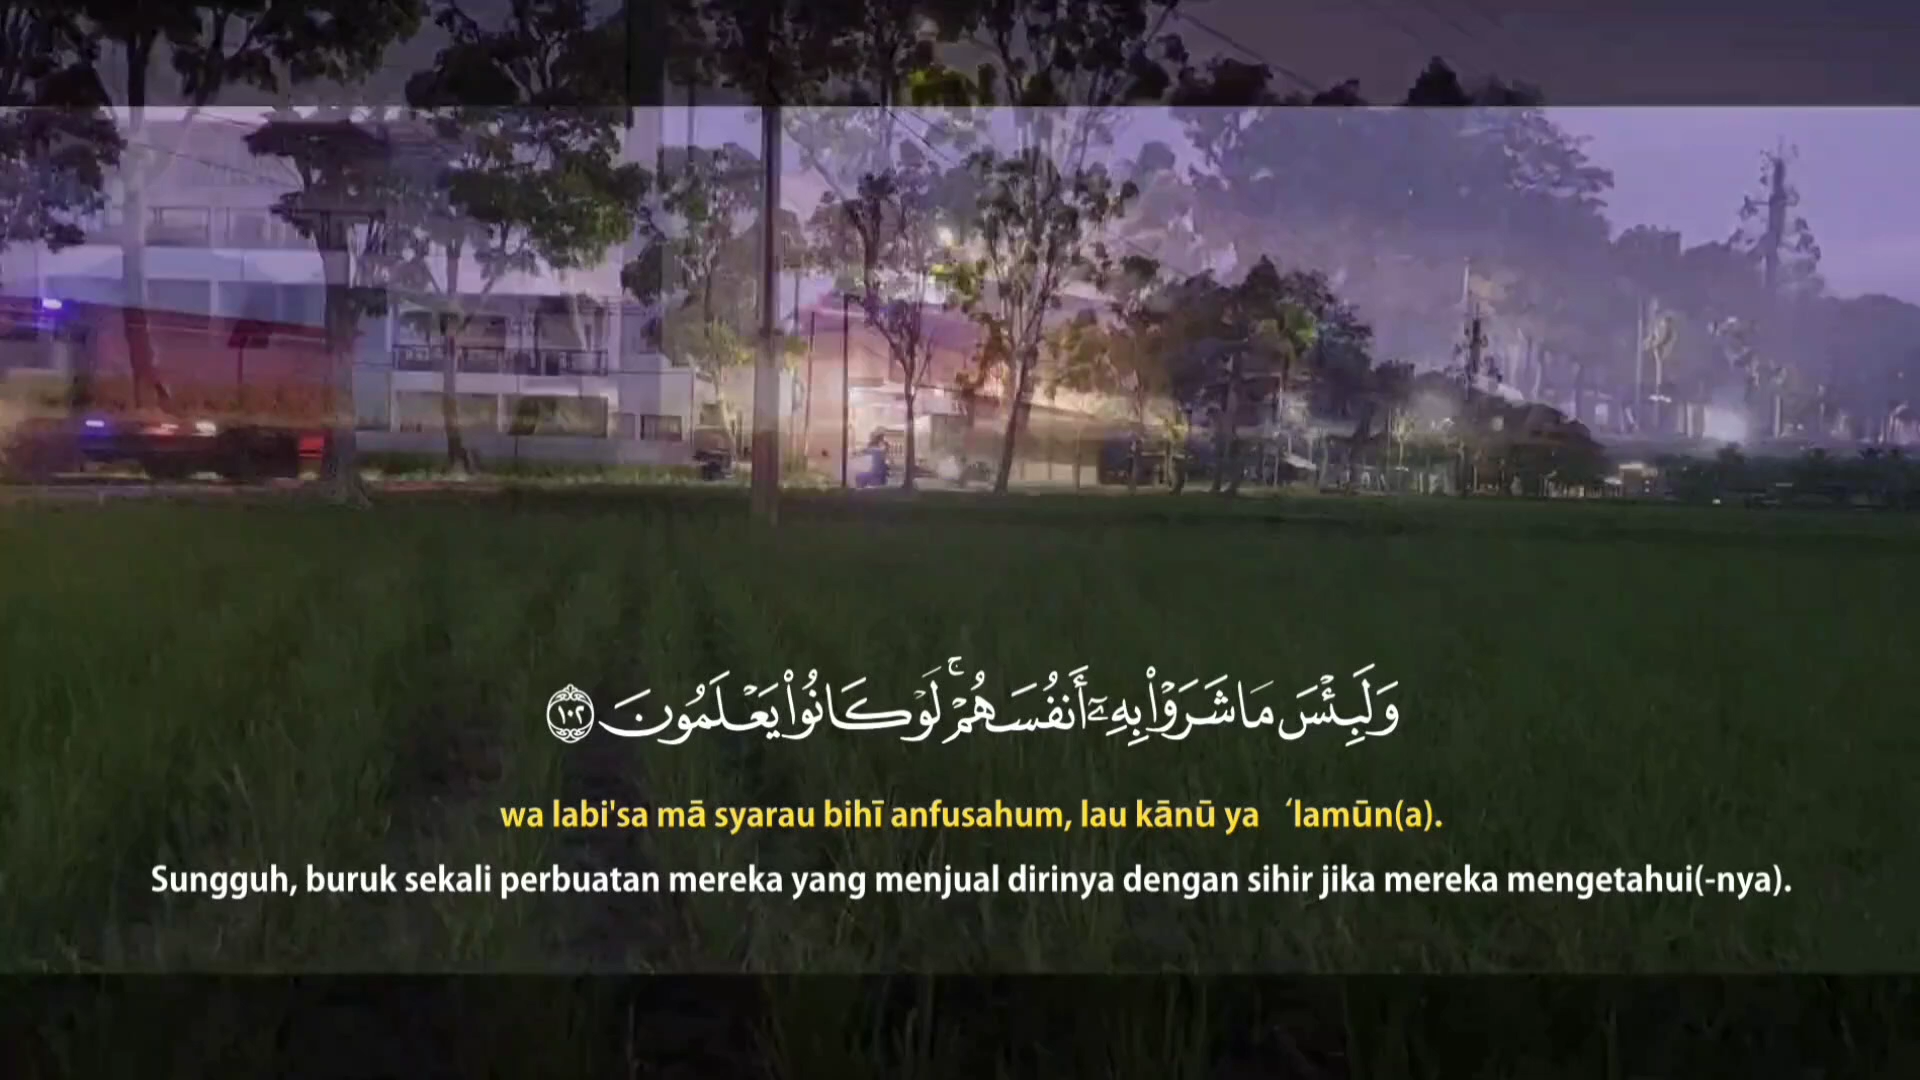 وَلَبِئْسَ مَا شَرَوْا۟ بِهِۦٓ أَنفُسَهُمْ ۚ لَوْ كَانُوا۟ يَعْلَمُونَ ١٠٢
wa labi'sa mā syarau bihī anfusahum, lau kānū ya ‘lamūn(a).
Sungguh, buruk sekali perbuatan mereka yang menjual dirinya dengan sihir jika mereka mengetahui(-nya).